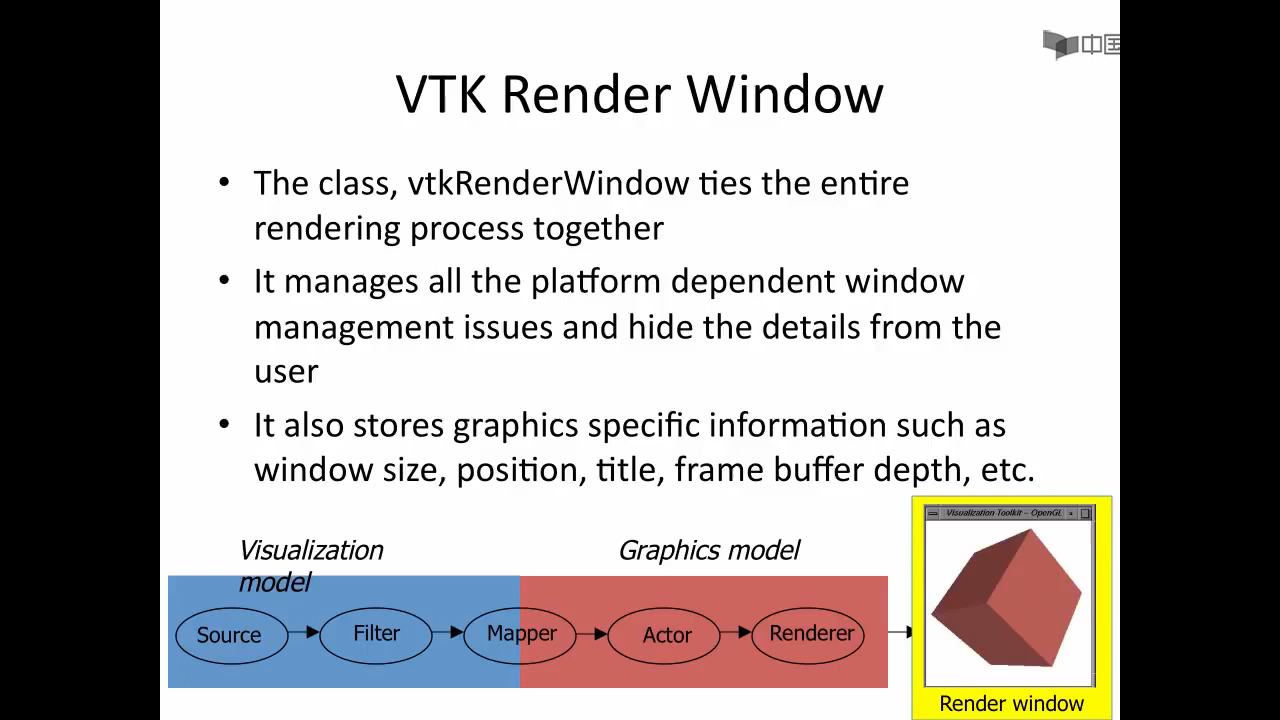 中国
VTK Render Window
• The class, vtkRenderWindow ties the entire
rendering process together
• It manages all the platform dependent window
management issues and hide the details from the
user
• It also stores graphics specific information such as
window size, position, title, frame buffer depth, etc.
Visualization Toolkit - OpenGL
Visualization
model
Graphics model
Source
Filter
Mapper
Actor
Renderer
Render window